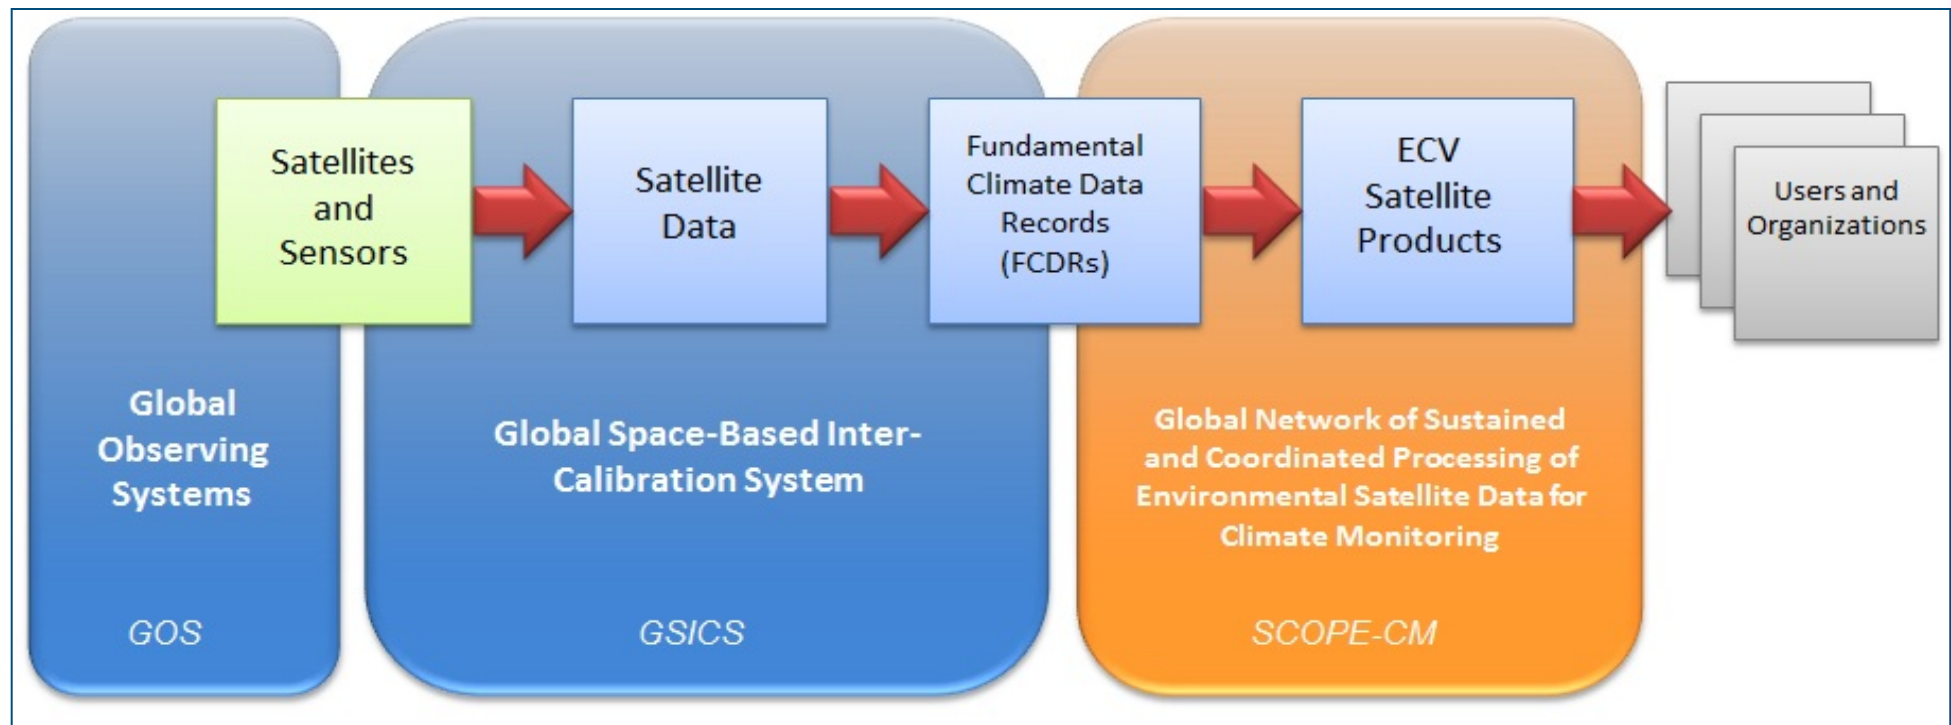 Satellites
and
Sensors
Satellite
Data
Fundamental
Climate Data
Records
(FCDRs)
ECV
Satellite
Products
Users and
Organizations
Global
Observing
Systems
Global Space-Based Inter-
Calibration System
Global Network of Sustained
and Coordinated Processing of
Environmental Satellite Data for
Climate Monitoring
GOS
GSICS
SCOPE-CM